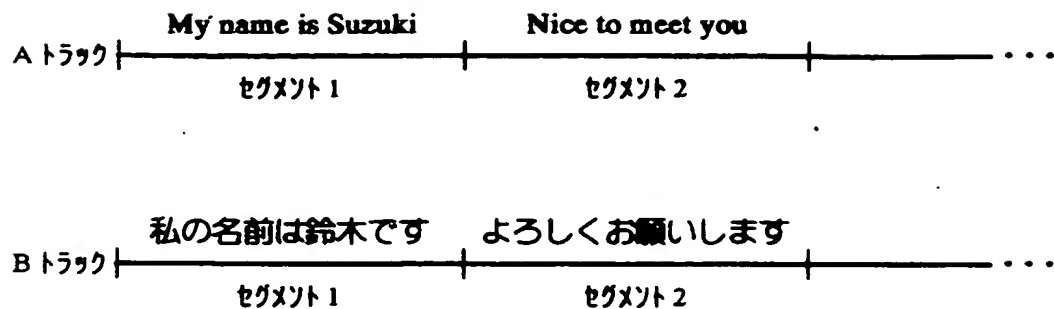 My name is Suzuki Nice to meet you
A トラック ・・・
セグメント 1 セグメント 2
私の名前は鈴木です よろしくお願いします
B トラック ・・・
セグメント 1 セグメント 2